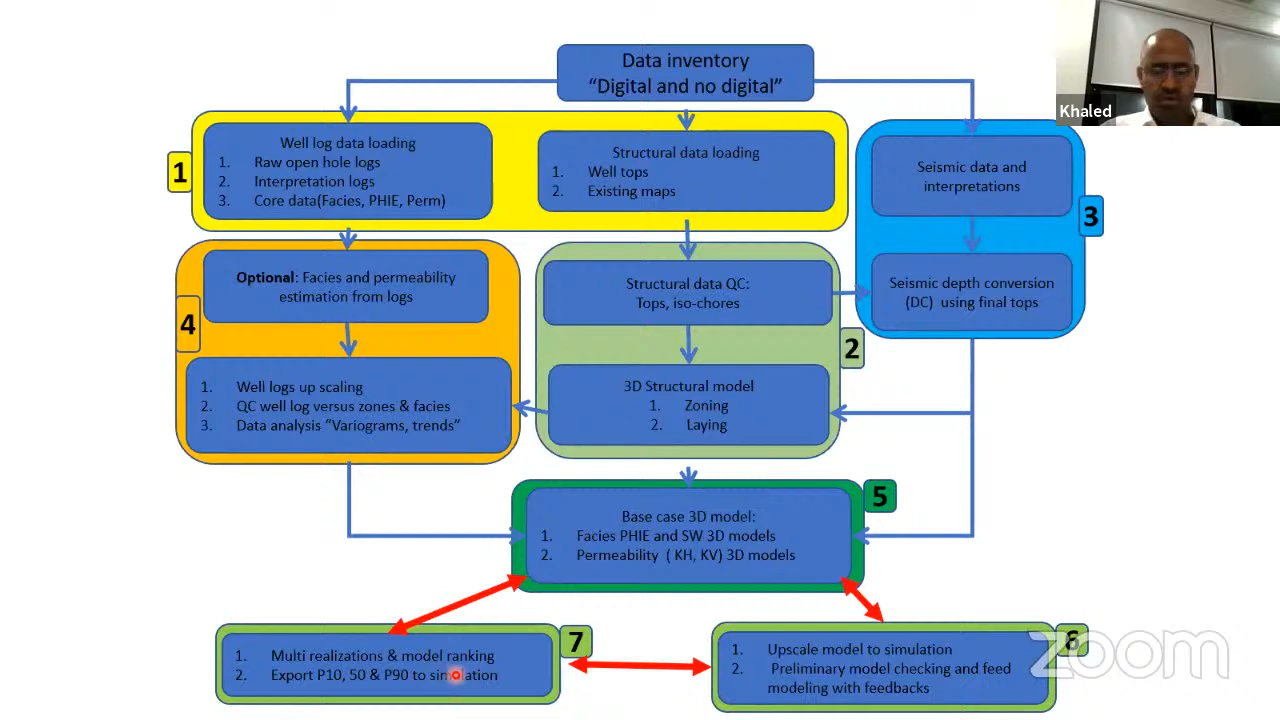 Data inventory
“Digital and no digital”
Khaled
1
Well log data loading
1. Raw open hole logs
2. Interpretation logs
3. Core data(Facies, PHIE, Perm)
Structural data loading
1. Well tops
2. Existing maps
Seismic data and
interpretations
3
Optional: Facies and permeability
estimation from logs
4
Structural data QC:
Tops, iso-chores
Seismic depth conversion
(DC) using final tops
2
1. Well logs up scaling
2. QC well log versus zones & facies
3. Data analysis “Variograms, trends”
3D Structural model
1. Zoning
2. Laying
5
Base case 3D model:
1. Facies PHIE and SW 3D models
2. Permeability ( KH, KV) 3D models
7
1. Multi realizations & model ranking
2. Export P10, 50 & P90 to simulation
6
1. Upscale model to simulation
2. Preliminary model checking and feed
modeling with feedbacks
zoom